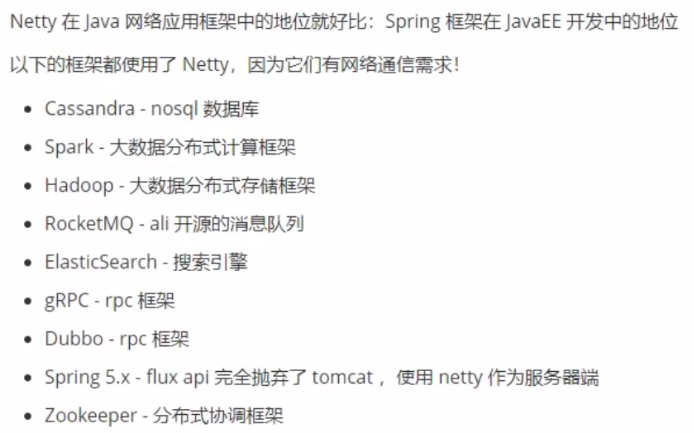 Netty 在 Java 网络应用框架中的地位就好比：Spring 框架在 JavaEE 开发中的地位
以下的框架都使用了 Netty，因为它们有网络通信需求！
• Cassandra - nosql 数据库
• Spark - 大数据分布式计算框架
• Hadoop - 大数据分布式存储框架
• RocketMQ - ali 开源的消息队列
• ElasticSearch - 搜索引擎
• gRPC - rpc 框架
• Dubbo - rpc 框架
• Spring 5.x - flux api 完全抛弃了 tomcat ，使用 netty 作为服务器端
• Zookeeper - 分布式协调框架